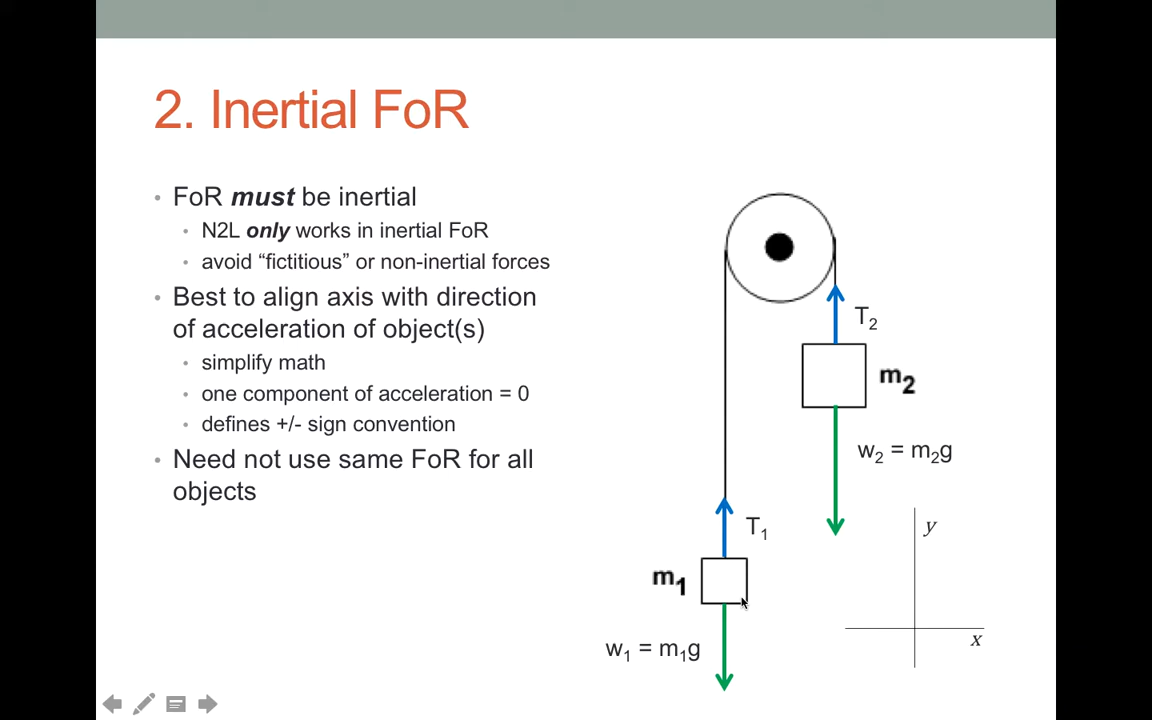 2. Inertial FoR
• FoR must be inertial
• N2L only works in inertial FoR
• avoid “fictitious” or non-inertial forces
• Best to align axis with direction
of acceleration of object(s)
• simplify math
• one component of acceleration = 0
• defines +/- sign convention
• Need not use same FoR for all
objects
T₂
m₂
w₂ = m₂g
T₁
m₁
w₁ = m₁g
y
x